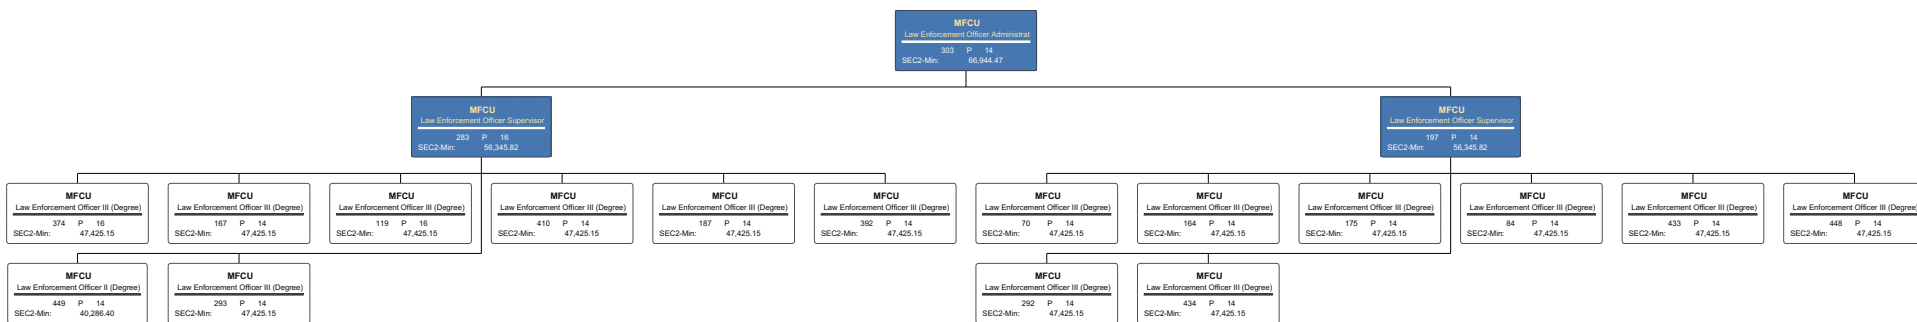 MFCU
Law Enforcement Officer Administrat
303 P 14
SEC2-Min: 66,944.47
MFCU
Law Enforcement Officer Supervisor
283 P 16
SEC2-Min: 56,345.82
MFCU
Law Enforcement Officer Supervisor
197 P 14
SEC2-Min: 56,345.82
MFCU
Law Enforcement Officer III (Degree)
374 P 16
SEC2-Min: 47,425.15
MFCU
Law Enforcement Officer III (Degree)
167 P 14
SEC2-Min: 47,425.15
MFCU
Law Enforcement Officer III (Degree)
119 P 16
SEC2-Min: 47,425.15
MFCU
Law Enforcement Officer III (Degree)
410 P 14
SEC2-Min: 47,425.15
MFCU
Law Enforcement Officer III (Degree)
187 P 14
SEC2-Min: 47,425.15
MFCU
Law Enforcement Officer III (Degree)
392 P 14
SEC2-Min: 47,425.15
MFCU
Law Enforcement Officer III (Degree)
70 P 14
SEC2-Min: 47,425.15
MFCU
Law Enforcement Officer III (Degree)
164 P 14
SEC2-Min: 47,425.15
MFCU
Law Enforcement Officer III (Degree)
175 P 14
SEC2-Min: 47,425.15
MFCU
Law Enforcement Officer III (Degree)
84 P 14
SEC2-Min: 47,425.15
MFCU
Law Enforcement Officer III (Degree)
433 P 14
SEC2-Min: 47,425.15
MFCU
Law Enforcement Officer III (Degree)
448 P 14
SEC2-Min: 47,425.15
MFCU
Law Enforcement Officer II (Degree)
449 P 14
SEC2-Min: 40,286.40
MFCU
Law Enforcement Officer III (Degree)
293 P 14
SEC2-Min: 47,425.15
MFCU
Law Enforcement Officer III (Degree)
292 P 14
SEC2-Min: 47,425.15
MFCU
Law Enforcement Officer III (Degree)
434 P 14
SEC2-Min: 47,425.15